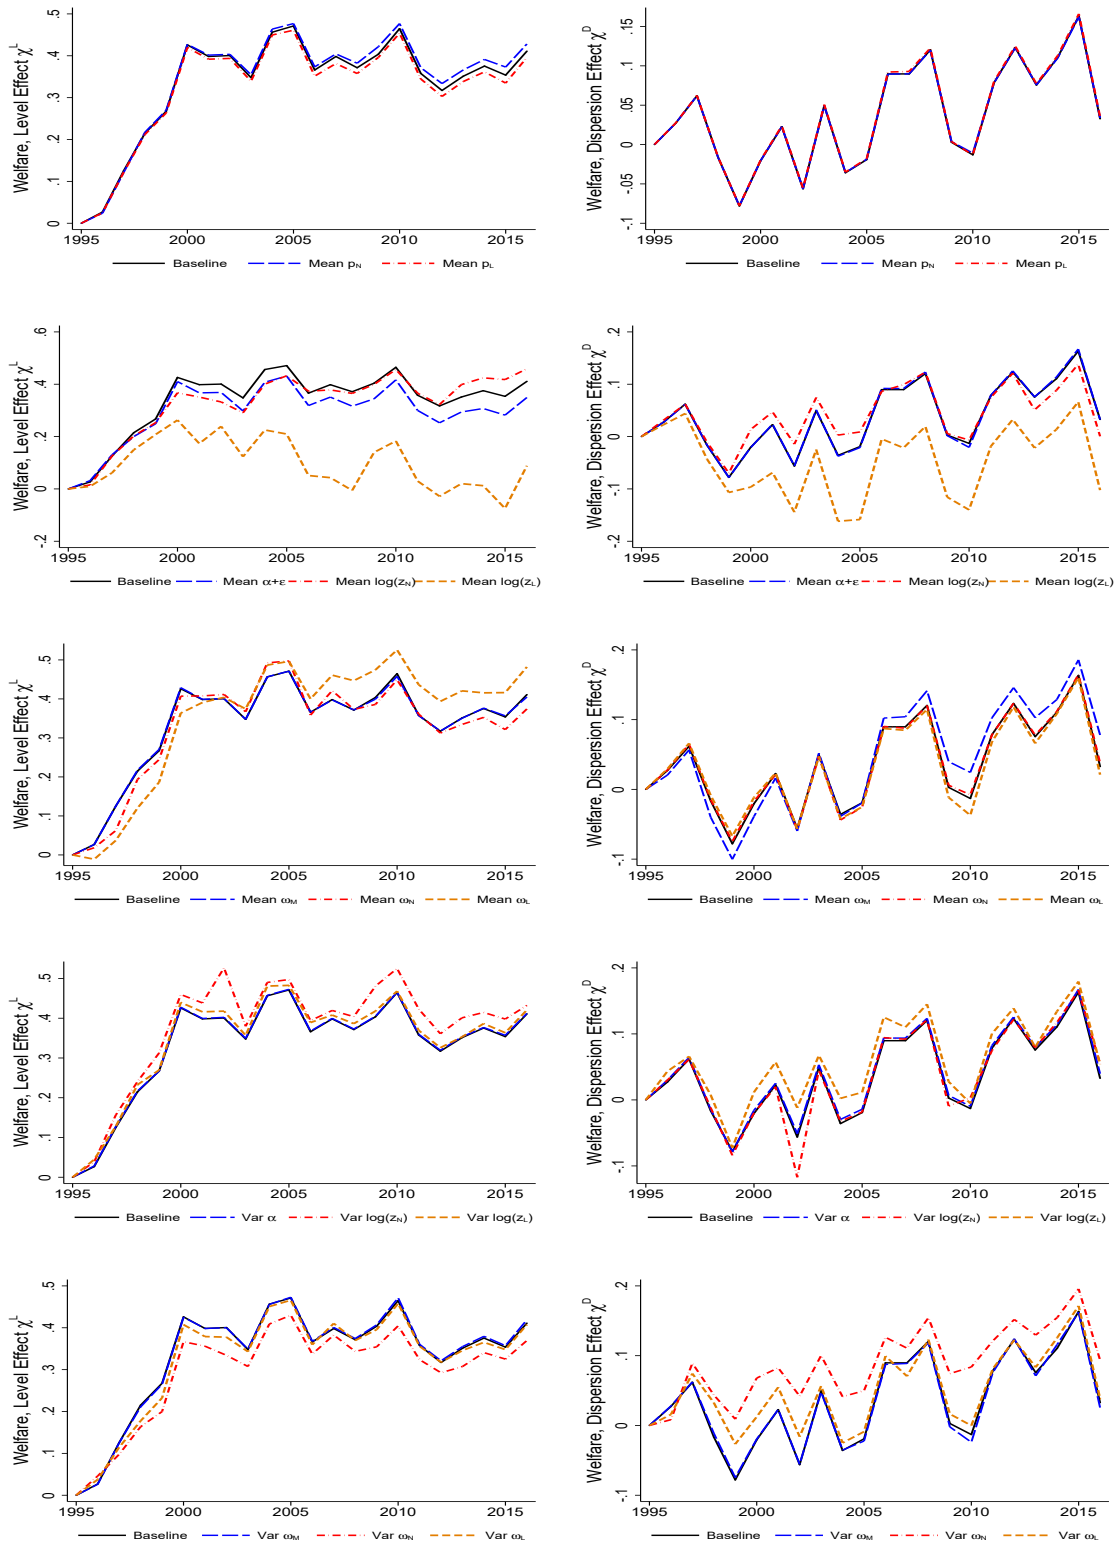 Welfare, Level Effect χL
.5
.4
.3
.2
.1
0
1995 2000 2005 2010 2015
Baseline Mean pN Mean pL
Welfare, Dispersion Effect χD
.15
.1
.05
0
-.05
-.1
1995 2000 2005 2010 2015
Baseline Mean pN Mean pL
Welfare, Level Effect χL
.6
.4
.2
0
-.2
1995 2000 2005 2010 2015
Baseline Mean α+ε Mean log(zN) Mean log(zL)
Welfare, Dispersion Effect χD
.2
.1
0
-.1
-.2
1995 2000 2005 2010 2015
Baseline Mean α+ε Mean log(zN) Mean log(zL)
Welfare, Level Effect χL
.5
.4
.3
.2
.1
0
1995 2000 2005 2010 2015
Baseline Mean ωM Mean ωN Mean ωL
Welfare, Dispersion Effect χD
.2
.1
0
-.1
1995 2000 2005 2010 2015
Baseline Mean ωM Mean ωN Mean ωL
Welfare, Level Effect χL
.5
.4
.3
.2
.1
0
1995 2000 2005 2010 2015
Baseline Var α Var log(zN) Var log(zL)
Welfare, Dispersion Effect χD
.2
.1
0
-.1
1995 2000 2005 2010 2015
Baseline Var α Var log(zN) Var log(zL)
Welfare, Level Effect χL
.5
.4
.3
.2
.1
0
1995 2000 2005 2010 2015
Baseline Var ωM Var ωN Var ωL
Welfare, Dispersion Effect χD
.2
.1
0
-.1
1995 2000 2005 2010 2015
Baseline Var ωM Var ωN Var ωL